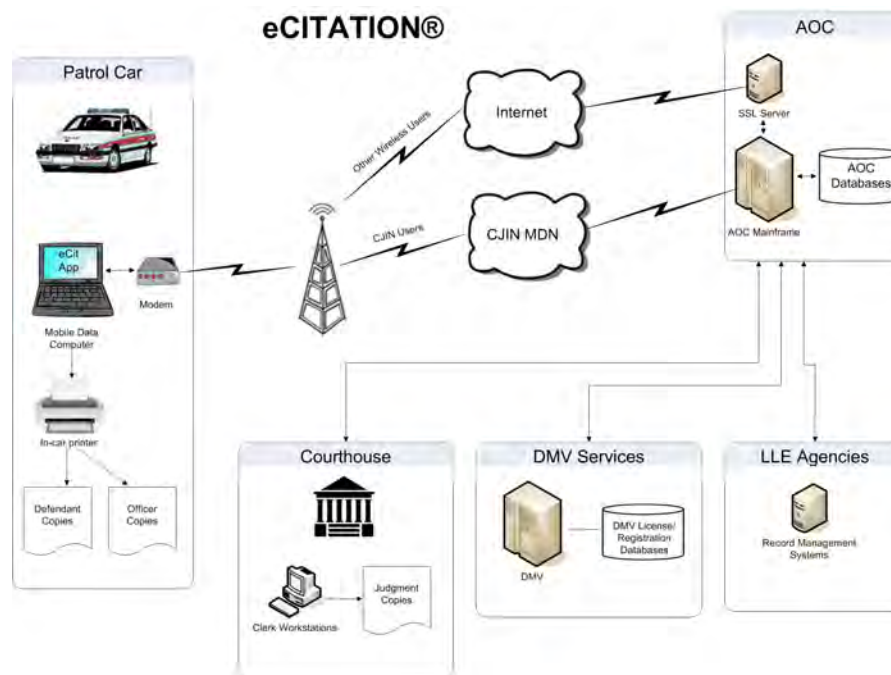 eCITATION®
Patrol Car
eCit
App
Modem
Mobile Data
Computer
In-car printer
Defendant
Copies
Officer
Copies
Other Wireless Users
Internet
CJIN Users
CJIN MDN
AOC
SSL Server
AOC
Databases
AOC Mainframe
Courthouse
Clerk Workstations
Judgment
Copies
DMV Services
DMV
DMV License/
Registration
Databases
LLE Agencies
Record Management
Systems